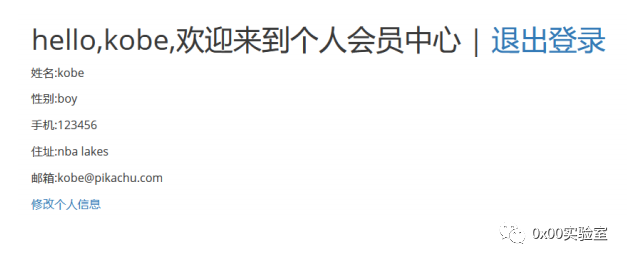 hello,kobe,欢迎来到个人会员中心 | 退出登录
姓名:kobe
性别:boy
手机:123456
住址:nba lakes
邮箱:kobe@pikachu.com
修改个人信息
0x00实验室